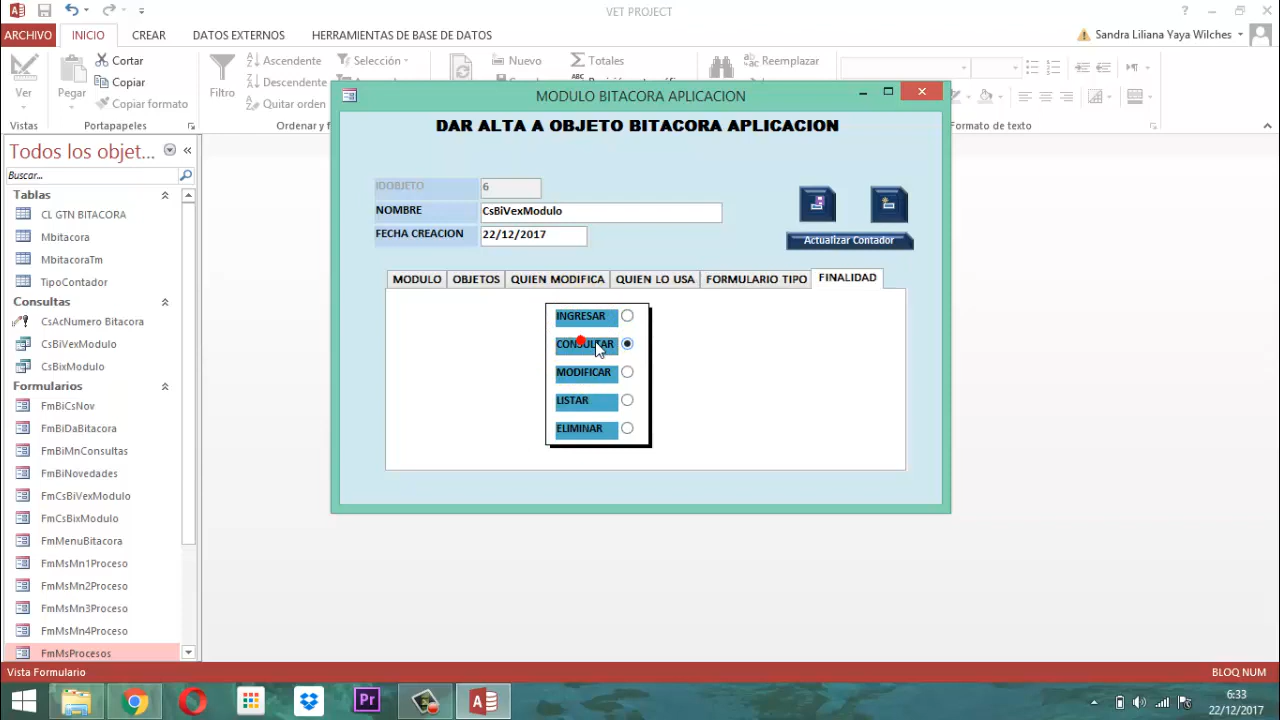 VET PROJECT
ARCHIVO INICIO CREAR DATOS EXTERNOS HERRAMIENTAS DE BASE DE DATOS Sandra Liliana Yaya Wilches
Cortar
Copiar
Copiar formato
Ver
Pegar
Filtro
Ascendente
Descendente
Quitar orden
Selección
Nuevo
Totales
Reemplazar
Vistas
Portapapeles
Ordenar y f
Formato de texto
MODULO BITACORA APLICACION
DAR ALTA A OBJETO BITACORA APLICACION
IDOBJETO 6
NOMBRE CsBiVexModulo
FECHA CREACION 22/12/2017
Actualizar Contador
MODULO OBJETOS QUIEN MODIFICA QUIEN LO USA FORMULARIO TIPO FINALIDAD
INGRESAR
CONSULTAR
MODIFICAR
LISTAR
ELIMINAR
Todos los objet...
Buscar...
Tablas
CL GTN BITACORA
Mbitacora
MbitacoraTm
TipoContador
Consultas
CsAcNumero Bitacora
CsBiVexModulo
CsBixModulo
Formularios
FmBiCsNov
FmBiDaBitacora
FmBiMnConsultas
FmBiNovedades
FmCsBiVexModulo
FmCsBixModulo
FmMenuBitacora
FmMsMn1Proceso
FmMsMn2Proceso
FmMsMn3Proceso
FmMsMn4Proceso
FmMsProcesos
Vista Formulario BLOQ NUM
Pr
6:33
22/12/2017